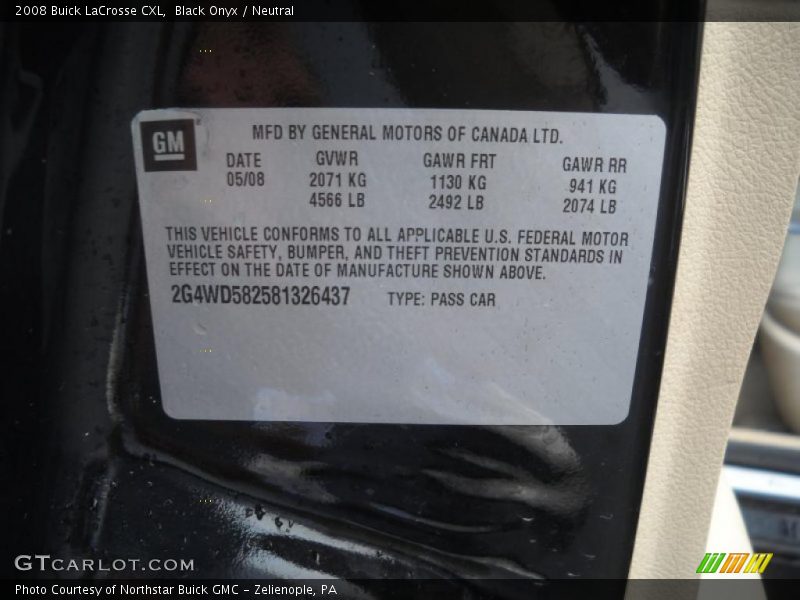 2008 Buick LaCrosse CXL,  Black Onyx / Neutral
GM
MFD BY GENERAL MOTORS OF CANADA LTD.
DATE GVWR GAWR FRT GAWR RR
05/08 2071 KG 1130 KG 941 KG
4566 LB 2492 LB 2074 LB
THIS VEHICLE CONFORMS TO ALL APPLICABLE U.S. FEDERAL MOTOR
VEHICLE SAFETY, BUMPER, AND THEFT PREVENTION STANDARDS IN
EFFECT ON THE DATE OF MANUFACTURE SHOWN ABOVE.
2G4WD582581326437 TYPE: PASS CAR
GTCARLOT.COM
Photo Courtesy of Northstar Buick GMC – Zelienople, PA